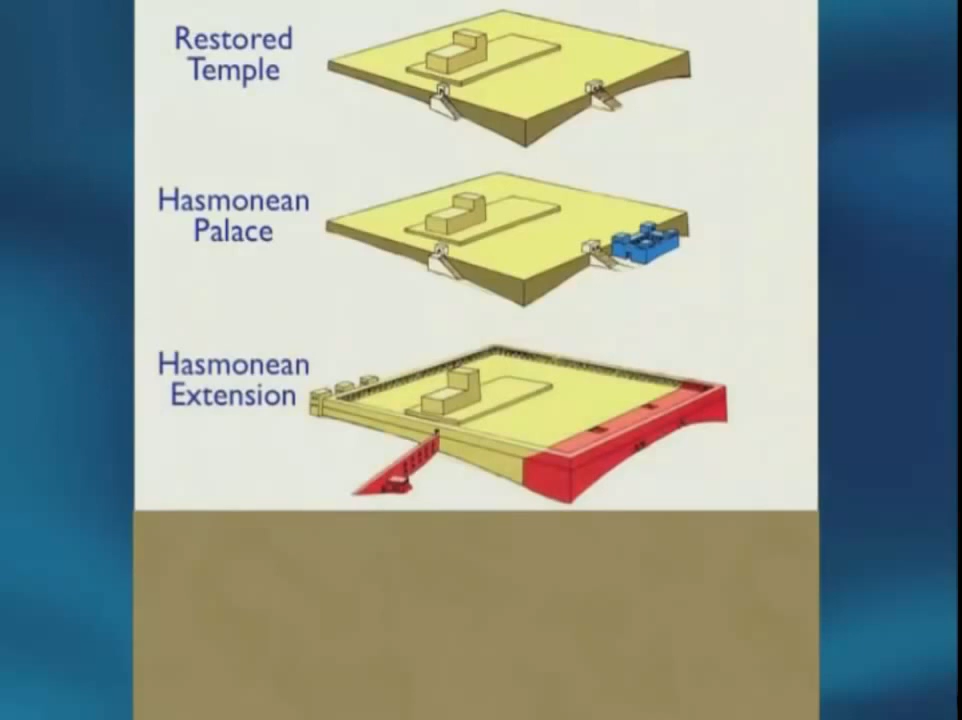 Restored
Temple
Hasmonean
Palace
Hasmonean
Extension